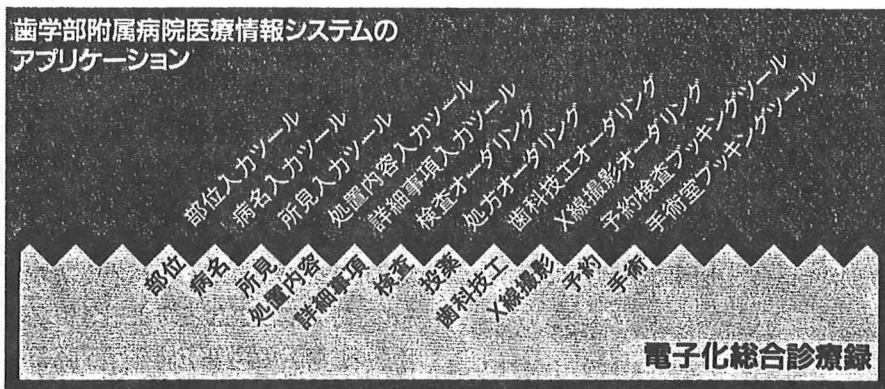 歯学部附属病院医療情報システムの
アプリケーション
部位入力ツール
病名入力ツール
所見入力ツール
処置内容入力ツール
詳細事項入力ツール
検査オーダリング
処方オーダリング
歯科技工オーダリング
X線撮影オーダリング
予約検査ブッキングツール
手術室ブッキングツール
部位
病名
所見
処置内容
詳細事項
検査
投薬
歯科技工
X線撮影
予約
手術
電子化総合診療録